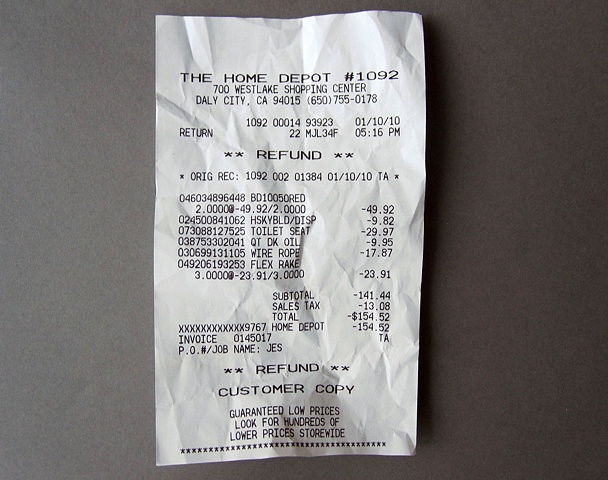 THE HOME DEPOT #1092
700 WESTLAKE SHOPPING CENTER
DALY CITY, CA 94015 (650)755-0178
1092 00014 93923 01/10/10
RETURN 22 MJL34F 05:16 PM
** REFUND **
* ORIG REC: 1092 002 01384 01/10/10 TA *
046034896448 BD10050RED
2.0000@-49.92/2.0000 -49.92
024500841062 HSKYBLD/DISP -9.82
073088127525 TOILET SEAT -29.97
038753302041 QT DK OIL -9.95
030699131105 WIRE ROPE -17.87
049206193253 FLEX RAKE
3.0000@-23.91/3.0000 -23.91
SUBTOTAL -141.44
SALES TAX -13.08
TOTAL -$154.52
XXXXXXXXXXXX9767 HOME DEPOT -154.52
INVOICE 0145017 TA
P.O.#/JOB NAME: JES
** REFUND **
CUSTOMER COPY
GUARANTEED LOW PRICES
LOOK FOR HUNDREDS OF
LOWER PRICES STOREWIDE
****************************************